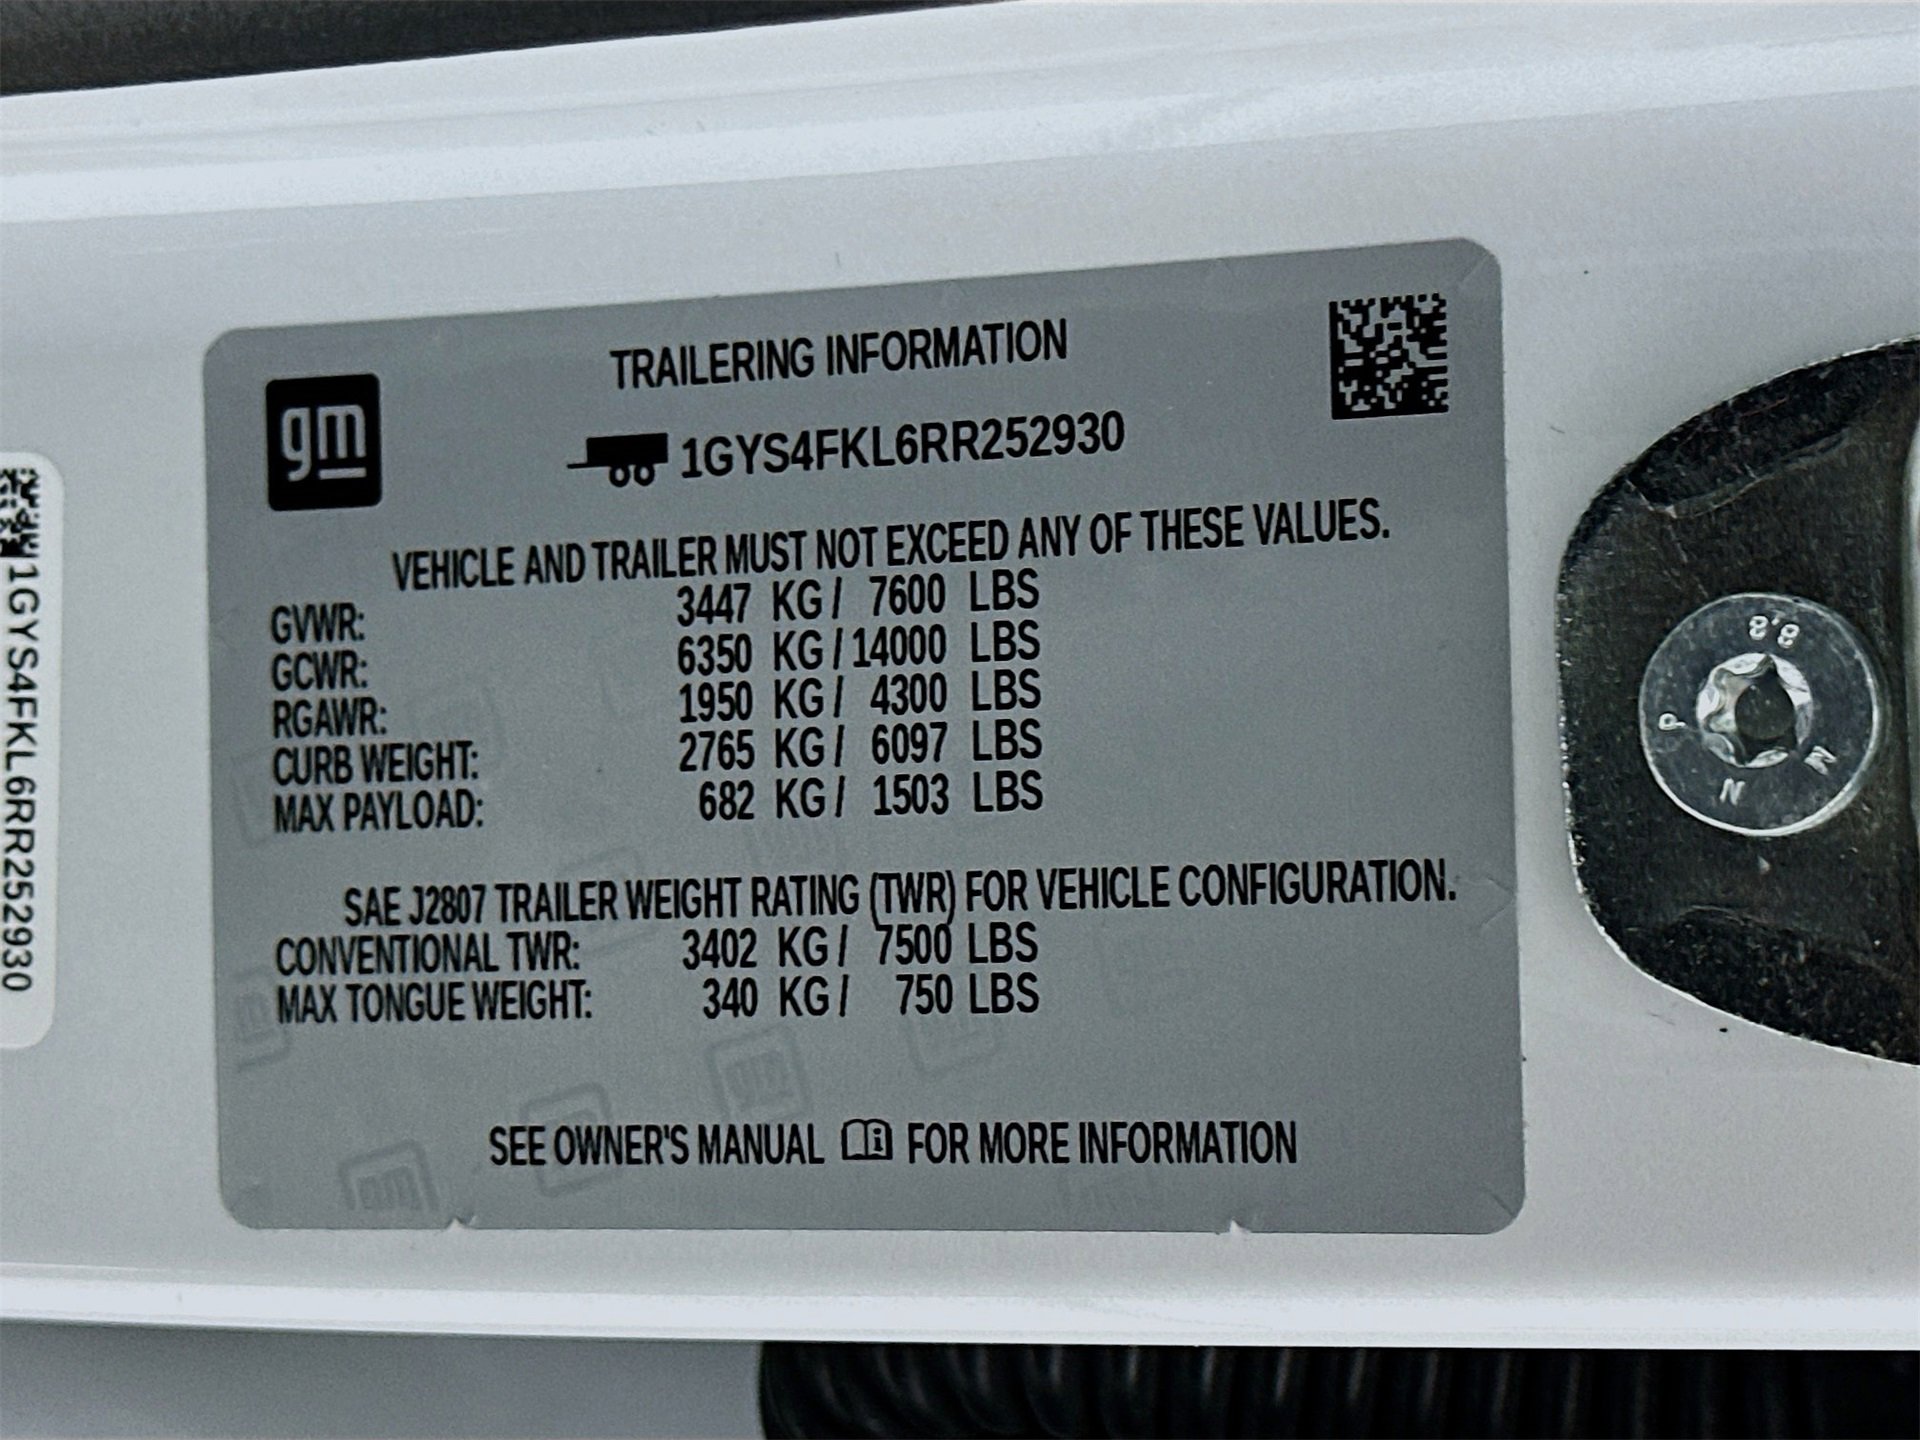 gm
TRAILERING INFORMATION
1GYS4FKL6RR252930
VEHICLE AND TRAILER MUST NOT EXCEED ANY OF THESE VALUES.
GVWR: 3447 KG / 7600 LBS
GCWR: 6350 KG / 14000 LBS
RGAWR: 1950 KG / 4300 LBS
CURB WEIGHT: 2765 KG / 6097 LBS
MAX PAYLOAD: 682 KG / 1503 LBS
SAE J2807 TRAILER WEIGHT RATING (TWR) FOR VEHICLE CONFIGURATION.
CONVENTIONAL TWR: 3402 KG / 7500 LBS
MAX TONGUE WEIGHT: 340 KG / 750 LBS
SEE OWNER'S MANUAL i FOR MORE INFORMATION
1GYS4FKL6RR252930
8.8
P
N